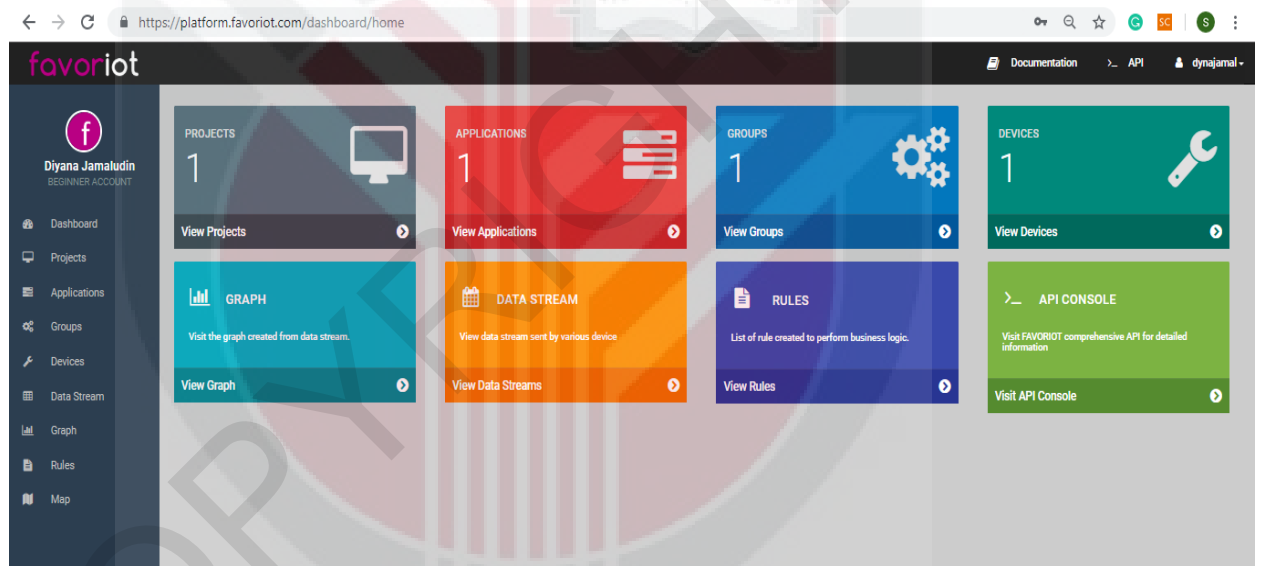 https://platform.favoriot.com/dashboard/home
SC
S
favoriot
Documentation
>_ API
dynajamal
f
Diyana Jamaludin
BEGINNER ACCOUNT
Dashboard
Projects
Applications
Groups
Devices
Data Stream
Graph
Rules
Map
PROJECTS
1
View Projects
APPLICATIONS
1
View Applications
GROUPS
1
View Groups
DEVICES
1
View Devices
GRAPH
Visit the graph created from data stream.
View Graph
DATA STREAM
View data stream sent by various device
View Data Streams
RULES
List of rule created to perform business logic.
View Rules
>_ API CONSOLE
Visit FAVORIOT comprehensive API for detailed
information
Visit API Console
COPYRIGHT